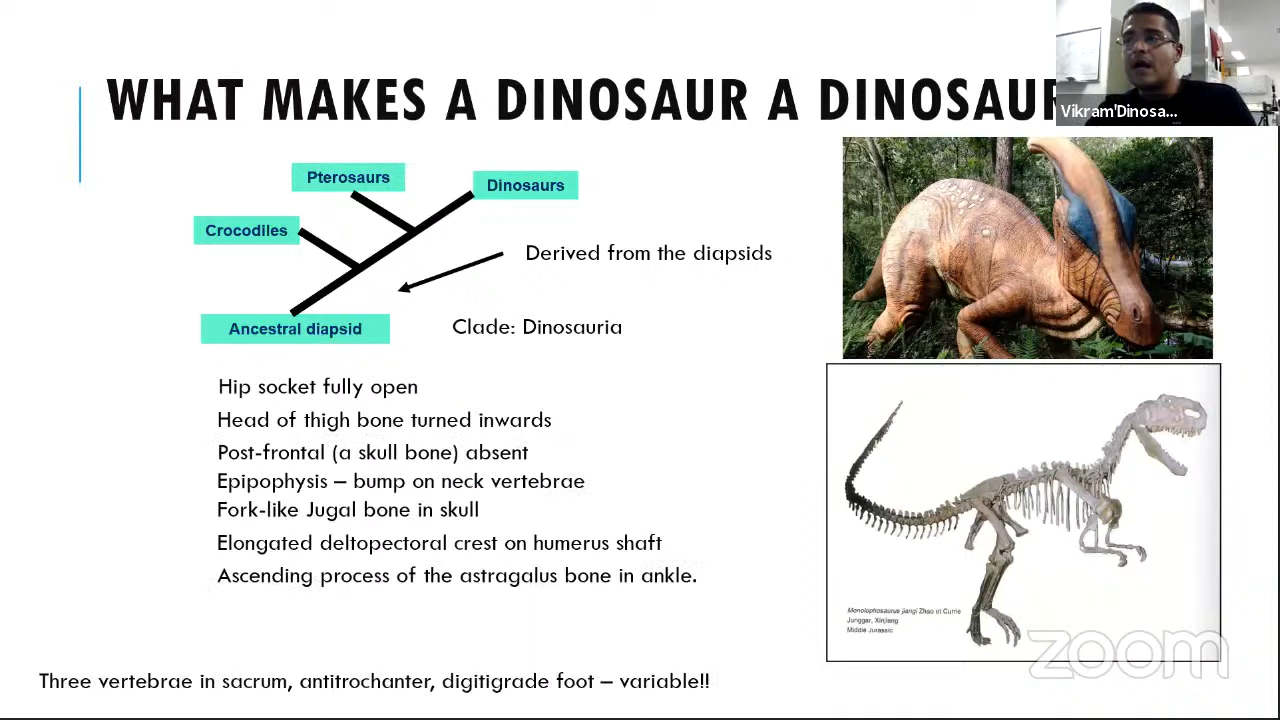 WHAT MAKES A DINOSAUR A DINOSAUR
Vikram'Dinosa...
Pterosaurs
Dinosaurs
Crocodiles
Derived from the diapsids
Ancestral diapsid
Clade: Dinosauria
Hip socket fully open
Head of thigh bone turned inwards
Post-frontal (a skull bone) absent
Epipophysis – bump on neck vertebrae
Fork-like Jugal bone in skull
Elongated deltopectoral crest on humerus shaft
Ascending process of the astragalus bone in ankle.
Monolophosaurus jiangi Zhao et Currie
Junggar, Xinjiang
Middle Jurassic
zoom
Three vertebrae in sacrum, antitrochanter, digitigrade foot – variable!!